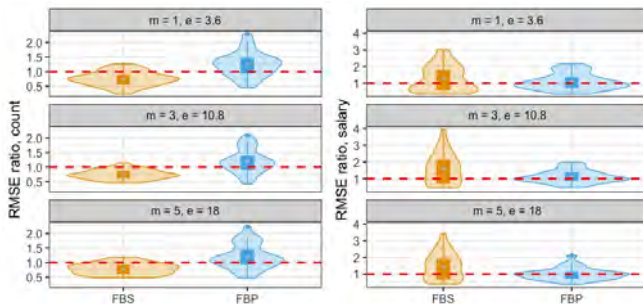 m = 1, e = 3.6
2.0
1.5
1.0
0.5
m = 3, e = 10.8
2.0
1.5
1.0
0.5
m = 5, e = 18
2.0
1.5
1.0
0.5
FBS FBP
RMSE ratio, count
m = 1, e = 3.6
4
3
2
1
m = 3, e = 10.8
4
3
2
1
m = 5, e = 18
4
3
2
1
FBS FBP
RMSE ratio, salary